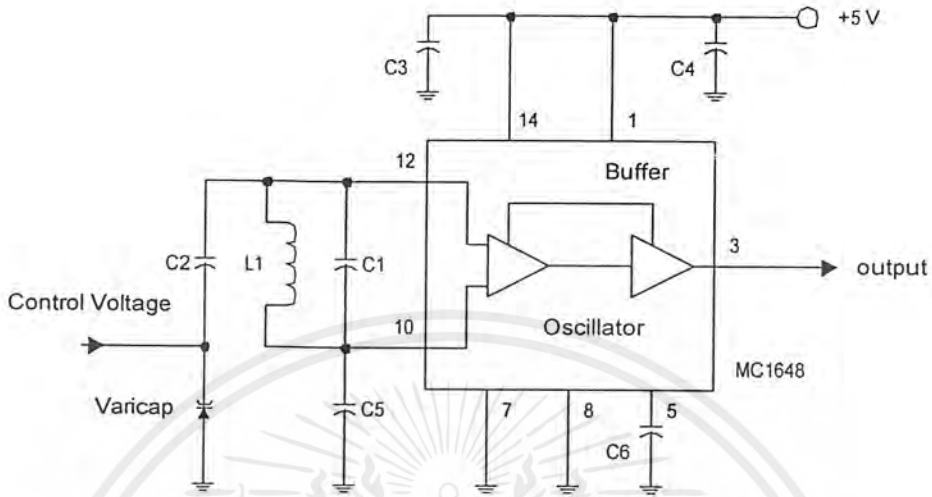 +5 V
C3
C4
14
1
12
Buffer
C2
L1
C1
3
output
Control Voltage
10
Oscillator
MC1648
Varicap
C5
7
8
5
C6